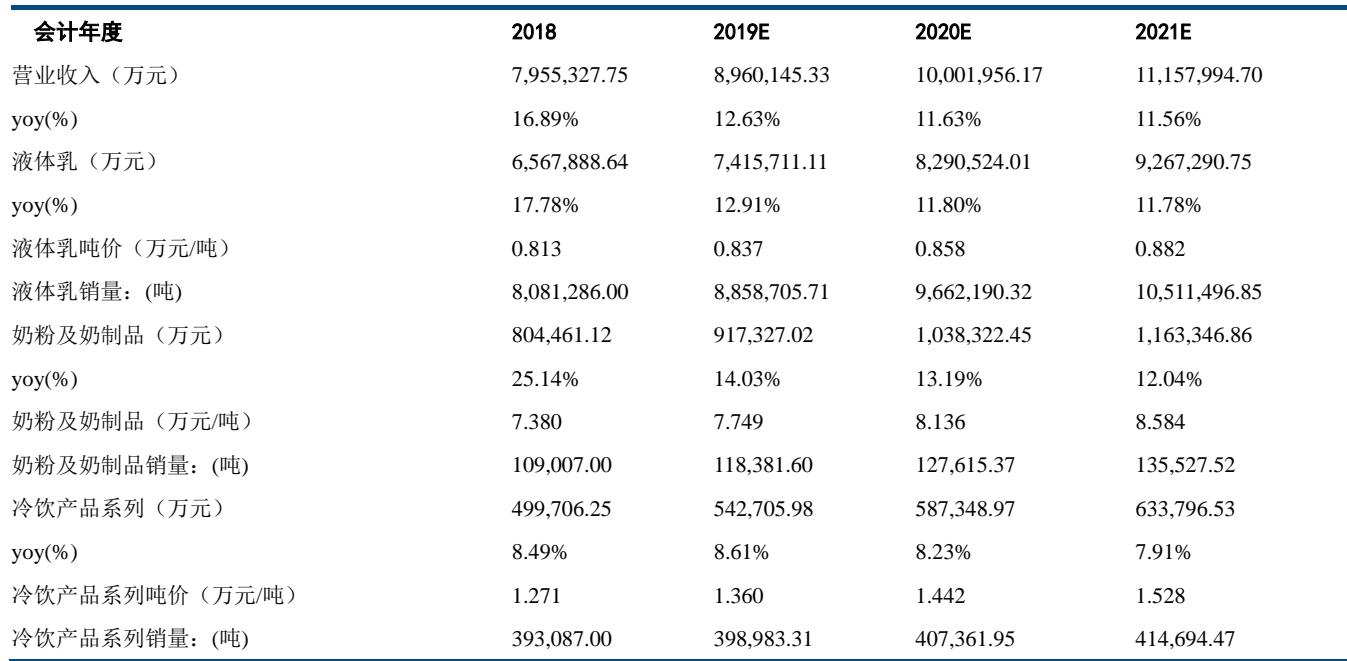 会计年度 2018 2019E 2020E 2021E
营业收入（万元） 7,955,327.75 8,960,145.33 10,001,956.17 11,157,994.70
yoy(%) 16.89% 12.63% 11.63% 11.56%
液体乳（万元） 6,567,888.64 7,415,711.11 8,290,524.01 9,267,290.75
yoy(%) 17.78% 12.91% 11.80% 11.78%
液体乳吨价（万元/吨） 0.813 0.837 0.858 0.882
液体乳销量：(吨) 8,081,286.00 8,858,705.71 9,662,190.32 10,511,496.85
奶粉及奶制品（万元） 804,461.12 917,327.02 1,038,322.45 1,163,346.86
yoy(%) 25.14% 14.03% 13.19% 12.04%
奶粉及奶制品（万元/吨） 7.380 7.749 8.136 8.584
奶粉及奶制品销量：(吨) 109,007.00 118,381.60 127,615.37 135,527.52
冷饮产品系列（万元） 499,706.25 542,705.98 587,348.97 633,796.53
yoy(%) 8.49% 8.61% 8.23% 7.91%
冷饮产品系列吨价（万元/吨） 1.271 1.360 1.442 1.528
冷饮产品系列销量：(吨) 393,087.00 398,983.31 407,361.95 414,694.47